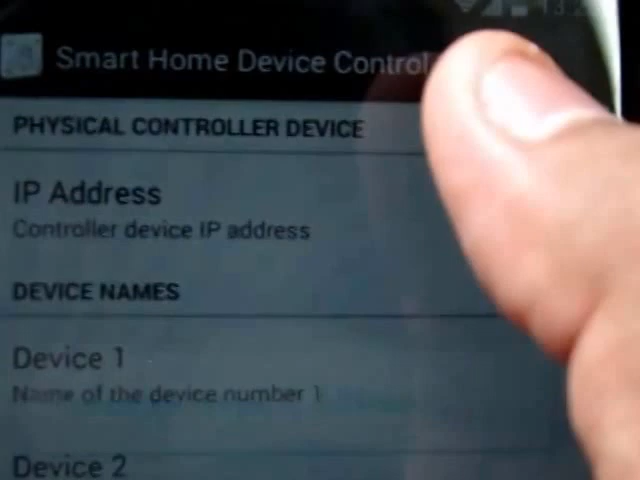 Smart Home Device Control
PHYSICAL CONTROLLER DEVICE
IP Address
Controller device IP address
DEVICE NAMES
Device 1
Name of the device number 1
Device 2